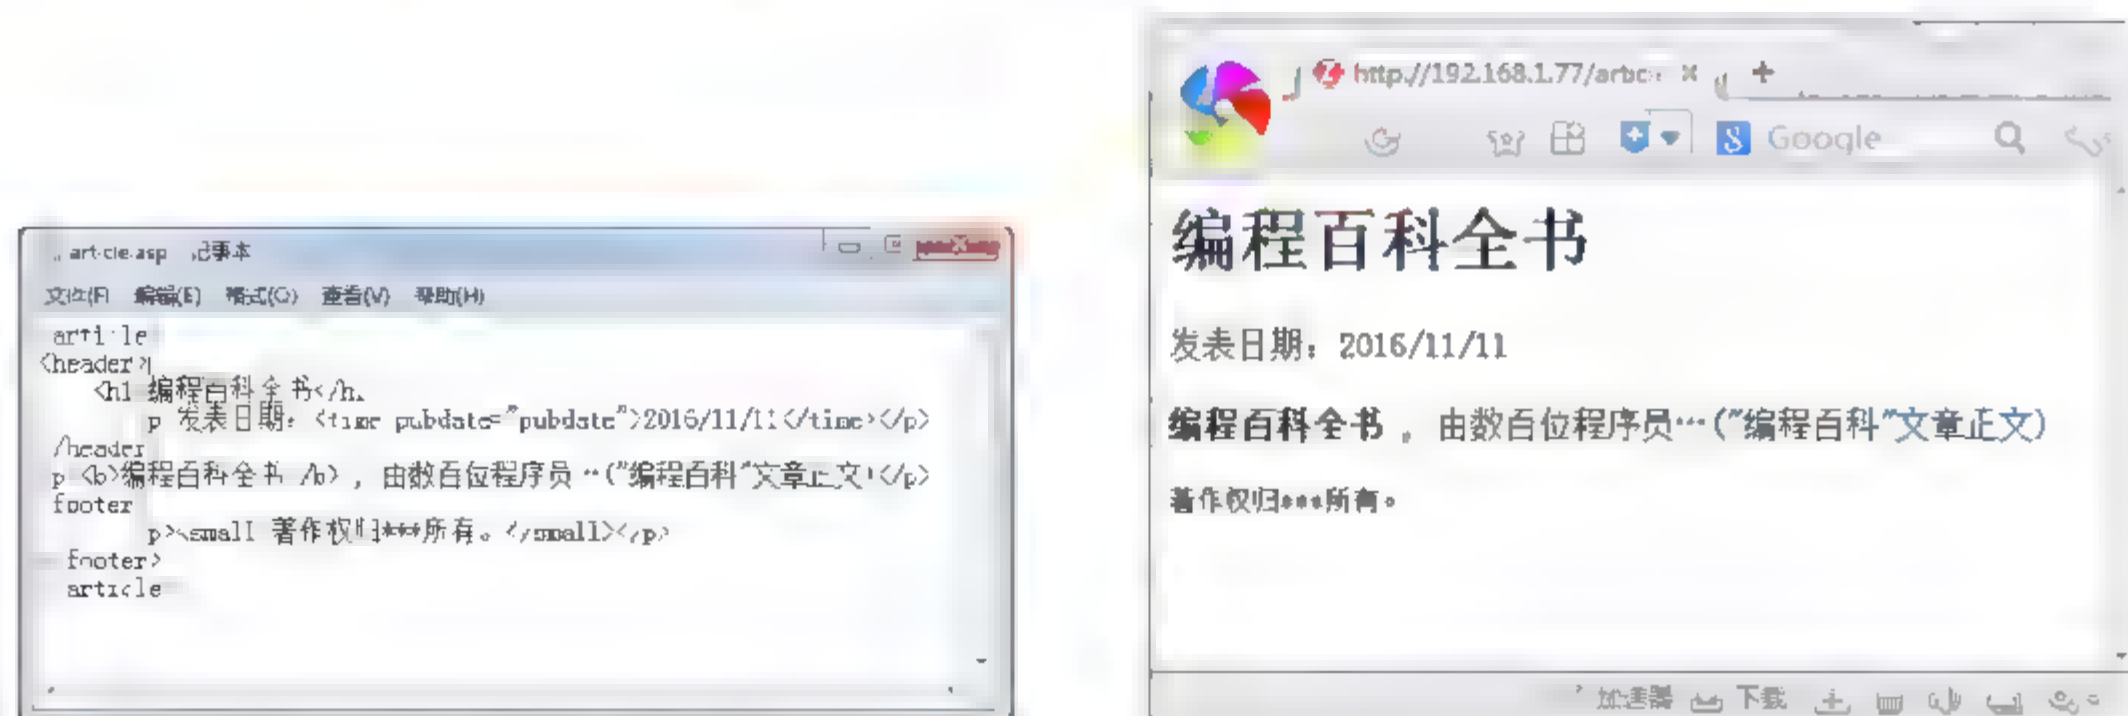 article.asp 记事本
文件(F) 编辑(E) 格式(O) 查看(V) 帮助(H)
article
<header>
<h1 编程百科全书</h
p 发表日期：<time pubdate="pubdate">2016/11/11</time></p>
/header
p <b>编程百科全书 /b>，由数百位程序员…("编程百科"文章正文)</p>
footer
p><small 著作权归***所有。</small></p>
footer>
article
http://192.168.1.77/article
Google
编程百科全书
发表日期：2016/11/11
编程百科全书，由数百位程序员…("编程百科"文章正文)
著作权归***所有。
加速器 下载